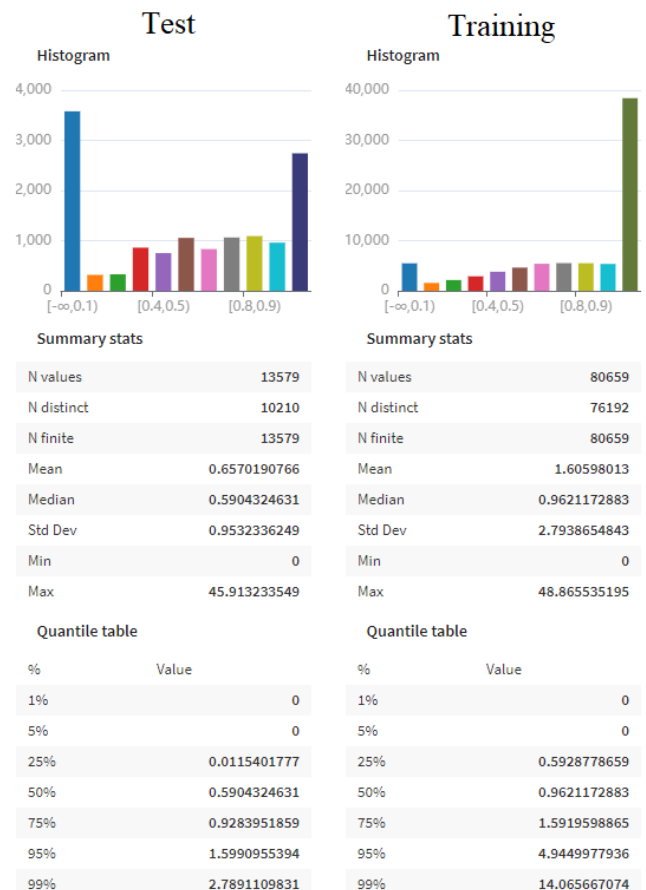 Test
Histogram
4,000
3,000
2,000
1,000
0
[-∞,0.1) [0.4,0.5) [0.8,0.9)
Summary stats
N values 13579
N distinct 10210
N finite 13579
Mean 0.6570190766
Median 0.5904324631
Std Dev 0.9532336249
Min 0
Max 45.913233549
Quantile table
% Value
1% 0
5% 0
25% 0.0115401777
50% 0.5904324631
75% 0.9283951859
95% 1.5990955394
99% 2.7891109831
Training
Histogram
40,000
30,000
20,000
10,000
0
[-∞,0.1) [0.4,0.5) [0.8,0.9)
Summary stats
N values 80659
N distinct 76192
N finite 80659
Mean 1.60598013
Median 0.9621172883
Std Dev 2.7938654843
Min 0
Max 48.865535195
Quantile table
% Value
1% 0
5% 0
25% 0.5928778659
50% 0.9621172883
75% 1.5919598865
95% 4.9449977936
99% 14.065667074